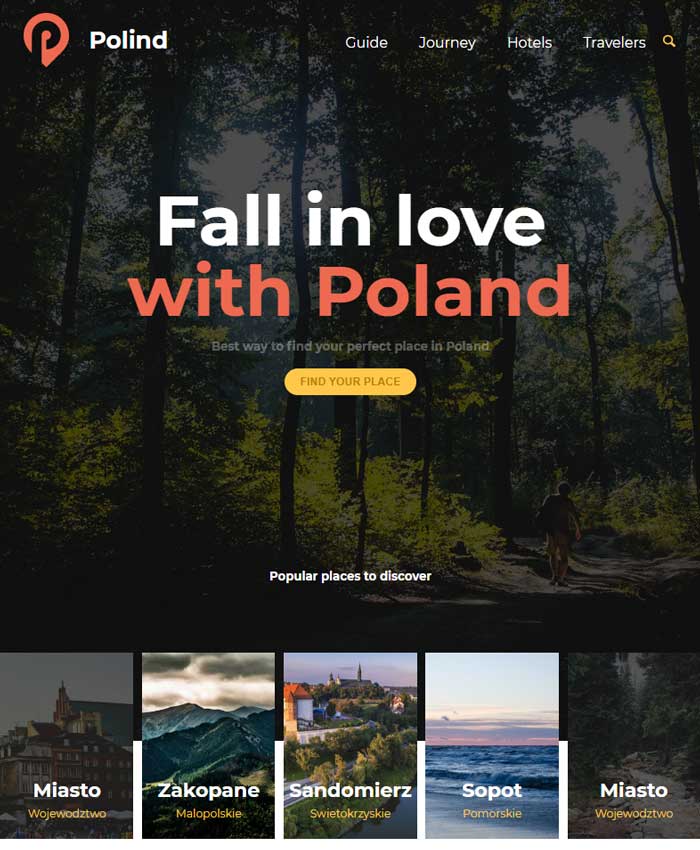 Polind
Guide Journey Hotels Travelers
Fall in love
with Poland
Best way to find your perfect place in Poland
FIND YOUR PLACE
Popular places to discover
Miasto
Wojewodztwo
Zakopane
Malopolskie
Sandomierz
Swietokrzyskie
Sopot
Pomorskie
Miasto
Wojewodztwo